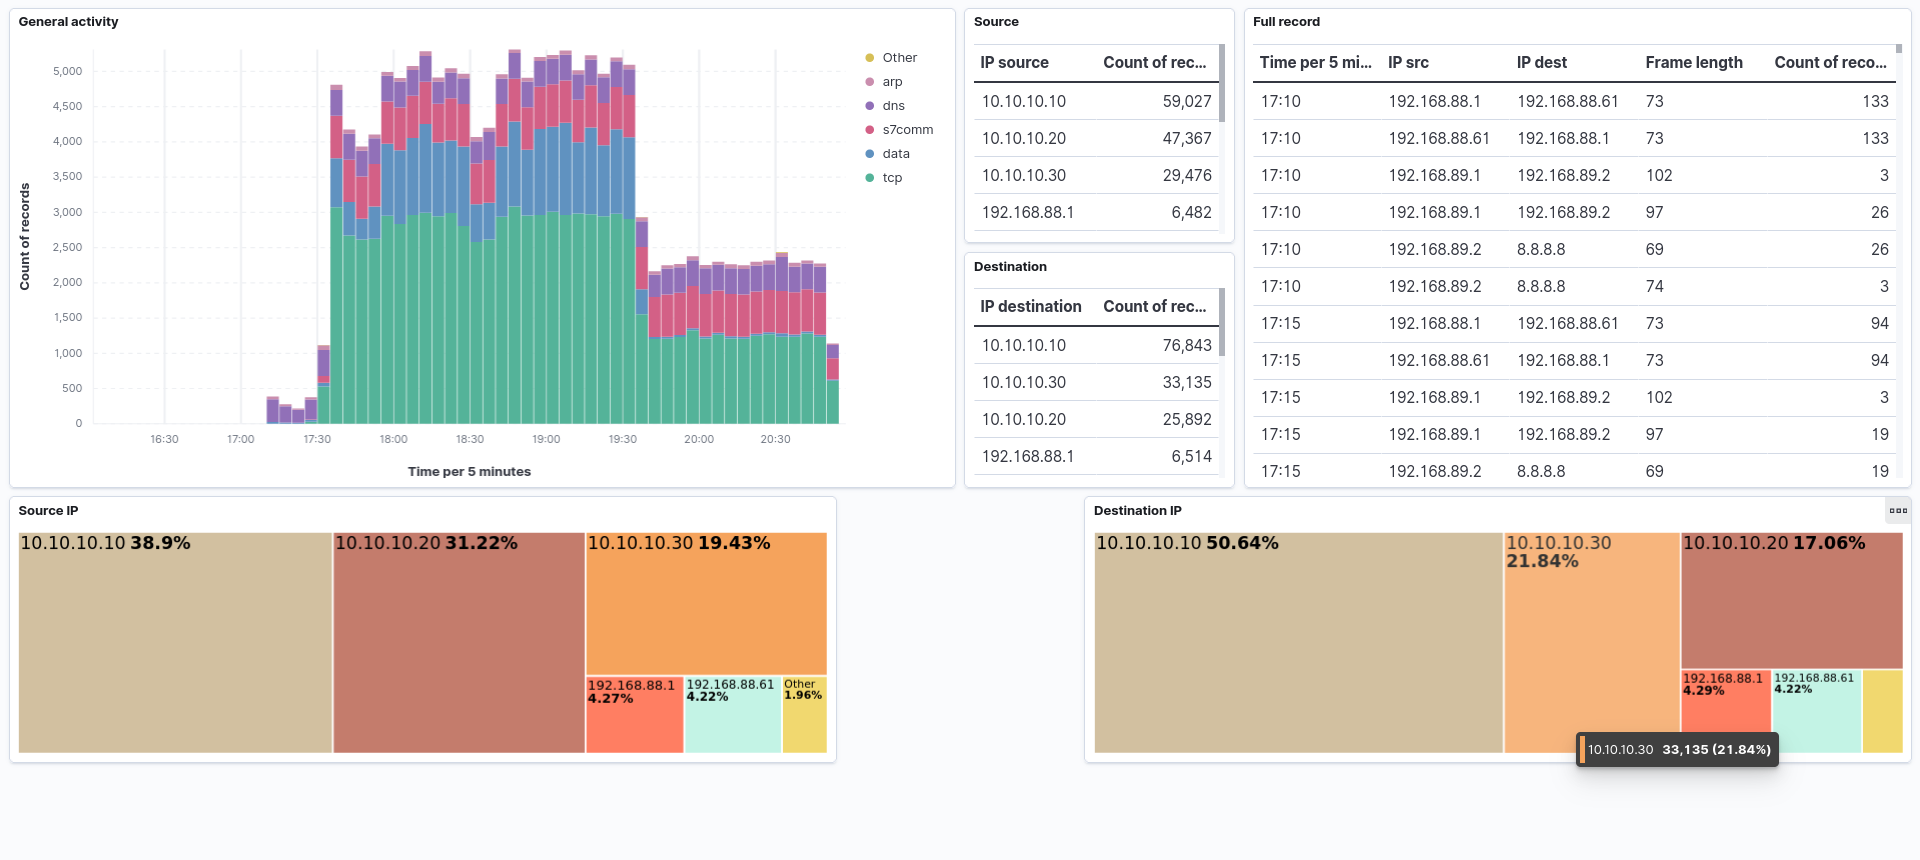 General activity
5,000
4,500
4,000
3,500
3,000
2,500
2,000
1,500
1,000
500
0
Count of records
16:30 17:00 17:30 18:00 18:30 19:00 19:30 20:00 20:30
Time per 5 minutes
Other
arp
dns
s7comm
data
tcp
Source
IP source Count of rec...
10.10.10.10 59,027
10.10.10.20 47,367
10.10.10.30 29,476
192.168.88.1 6,482
Destination
IP destination Count of rec...
10.10.10.10 76,843
10.10.10.30 33,135
10.10.10.20 25,892
192.168.88.1 6,514
Full record
Time per 5 mi... IP src IP dest Frame length Count of reco...
17:10 192.168.88.1 192.168.88.61 73 133
17:10 192.168.88.61 192.168.88.1 73 133
17:10 192.168.89.1 192.168.89.2 102 3
17:10 192.168.89.1 192.168.89.2 97 26
17:10 192.168.89.2 8.8.8.8 69 26
17:10 192.168.89.2 8.8.8.8 74 3
17:15 192.168.88.1 192.168.88.61 73 94
17:15 192.168.88.61 192.168.88.1 73 94
17:15 192.168.89.1 192.168.89.2 102 3
17:15 192.168.89.1 192.168.89.2 97 19
17:15 192.168.89.2 8.8.8.8 69 19
Source IP
10.10.10.10 38.9%
10.10.10.20 31.22%
10.10.10.30 19.43%
192.168.88.1
4.27%
192.168.88.61
4.22%
Other
1.96%
Destination IP
10.10.10.10 50.64%
10.10.10.30
21.84%
10.10.10.20 17.06%
192.168.88.1
4.29%
192.168.88.61
4.22%
10.10.10.30 33,135 (21.84%)